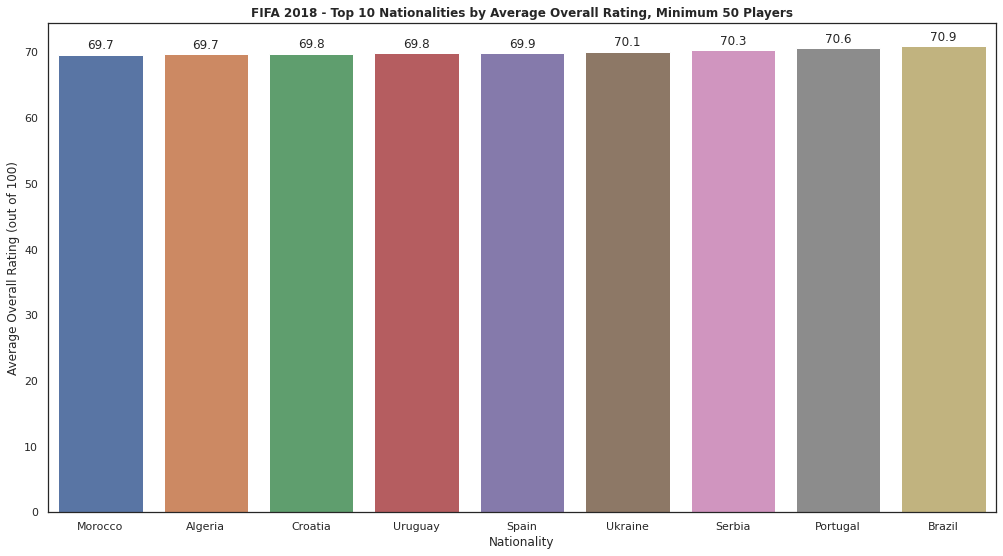 FIFA 2018 - Top 10 Nationalities by Average Overall Rating, Minimum 50 Players
Average Overall Rating (out of 100)
70
60
50
40
30
20
10
0
69.7
69.7
69.8
69.8
69.9
70.1
70.3
70.6
70.9
Morocco
Algeria
Croatia
Uruguay
Spain
Ukraine
Serbia
Portugal
Brazil
Nationality